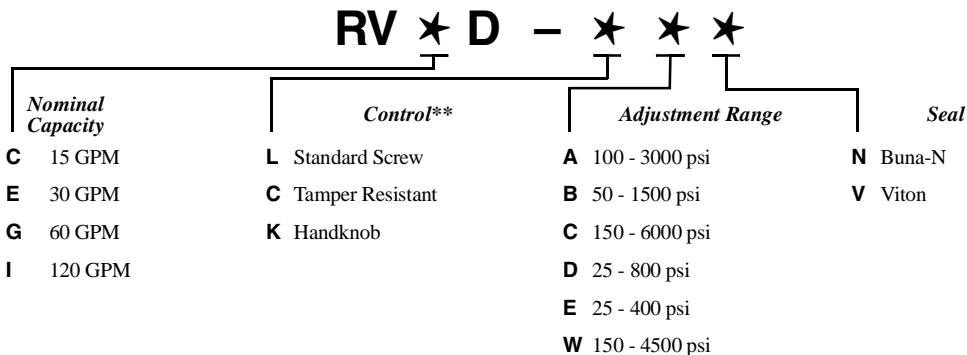 RV ✶ D – ✶ ✶ ✶
Nominal
Capacity
C 15 GPM
E 30 GPM
G 60 GPM
I 120 GPM
Control**
L Standard Screw
C Tamper Resistant
K Handknob
Adjustment Range
A 100 - 3000 psi
B 50 - 1500 psi
C 150 - 6000 psi
D 25 - 800 psi
E 25 - 400 psi
W 150 - 4500 psi
Seal
N Buna-N
V Viton